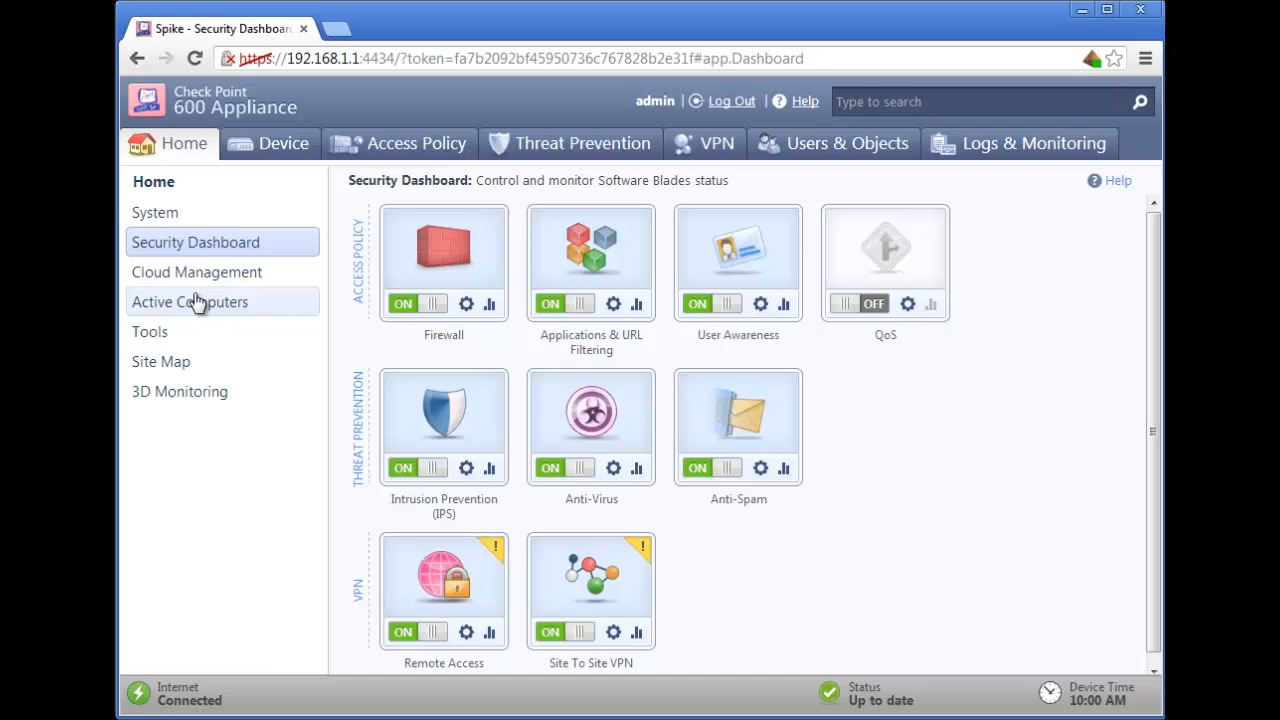 Spike - Security Dashboar
https://192.168.1.1:4434/?token=fa7b2092bf45950736c767828b2e31f#app.Dashboard
Check Point
600 Appliance
admin | Log Out | Help
Type to search
Home
Device
Access Policy
Threat Prevention
VPN
Users & Objects
Logs & Monitoring
Home
System
Security Dashboard
Cloud Management
Active Computers
Tools
Site Map
3D Monitoring
Security Dashboard: Control and monitor Software Blades status
Help
ACCESS POLICY
ON
ON
ON
OFF
Firewall
Applications & URL
Filtering
User Awareness
QoS
THREAT PREVENTION
ON
ON
ON
Intrusion Prevention
(IPS)
Anti-Virus
Anti-Spam
VPN
!
!
ON
ON
Remote Access
Site To Site VPN
Internet
Connected
Status
Up to date
Device Time
10:00 AM